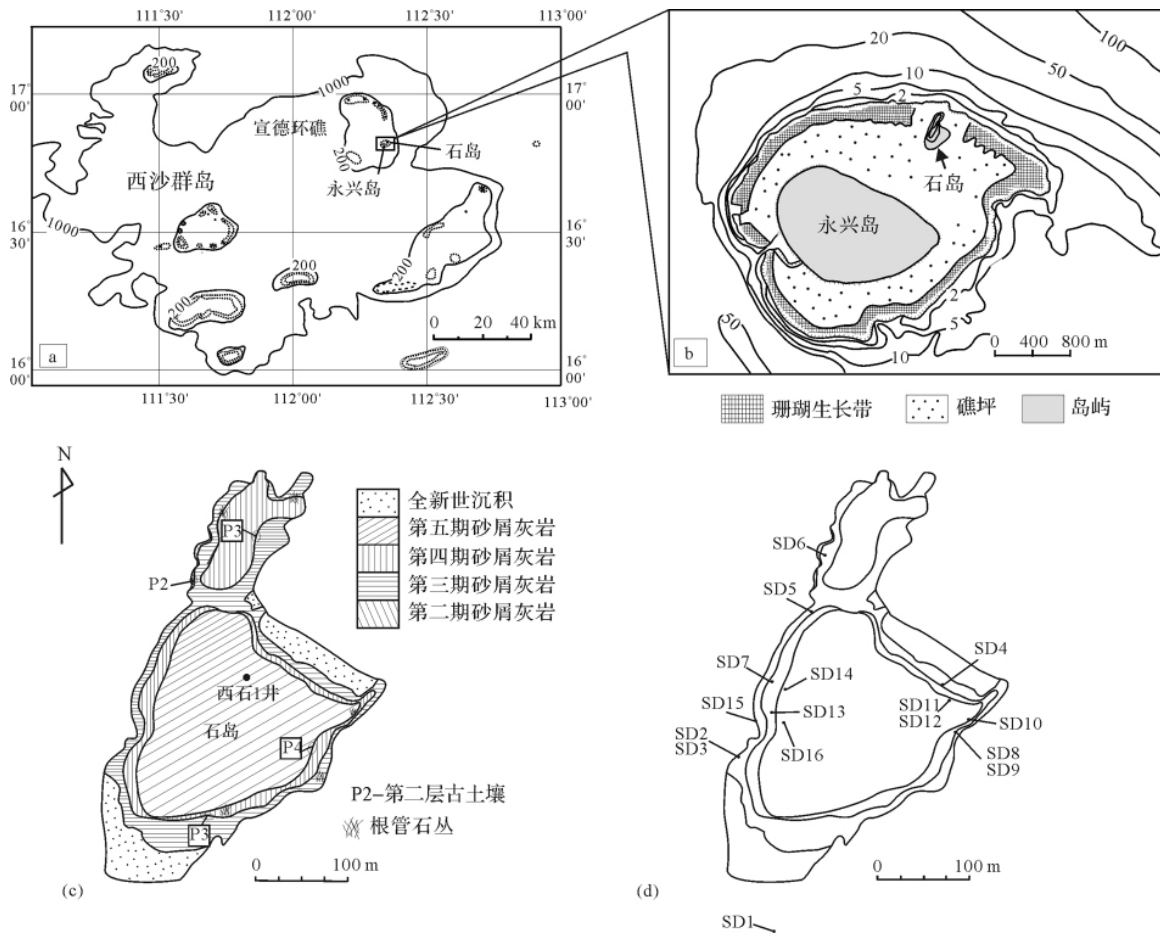 111°30' 112°00' 112°30' 113°00'
17°
00'
16°
30'
16°
00'
200
1000
宣德环礁
200
石岛
永兴岛
西沙群岛
1000
200
200
200
0 20 40 km
a
17°
00'
16°
30'
16°
00'
111°30' 112°00' 112°30' 113°00'
20
100
50
10
5
2
石岛
永兴岛
2
5
50
10
0 400 800 m
b
珊瑚生长带
礁坪
岛屿
N
全新世沉积
第五期砂屑灰岩
第四期砂屑灰岩
第三期砂屑灰岩
第二期砂屑灰岩
P3
P2
西石1井
石岛
P4
P3
P2-第二层古土壤
根管石丛
0 100 m
(c)
SD6
SD5
SD4
SD7
SD14
SD15
SD13
SD11
SD12
SD10
SD2
SD3
SD16
SD8
SD9
0 100 m
(d)
SD1